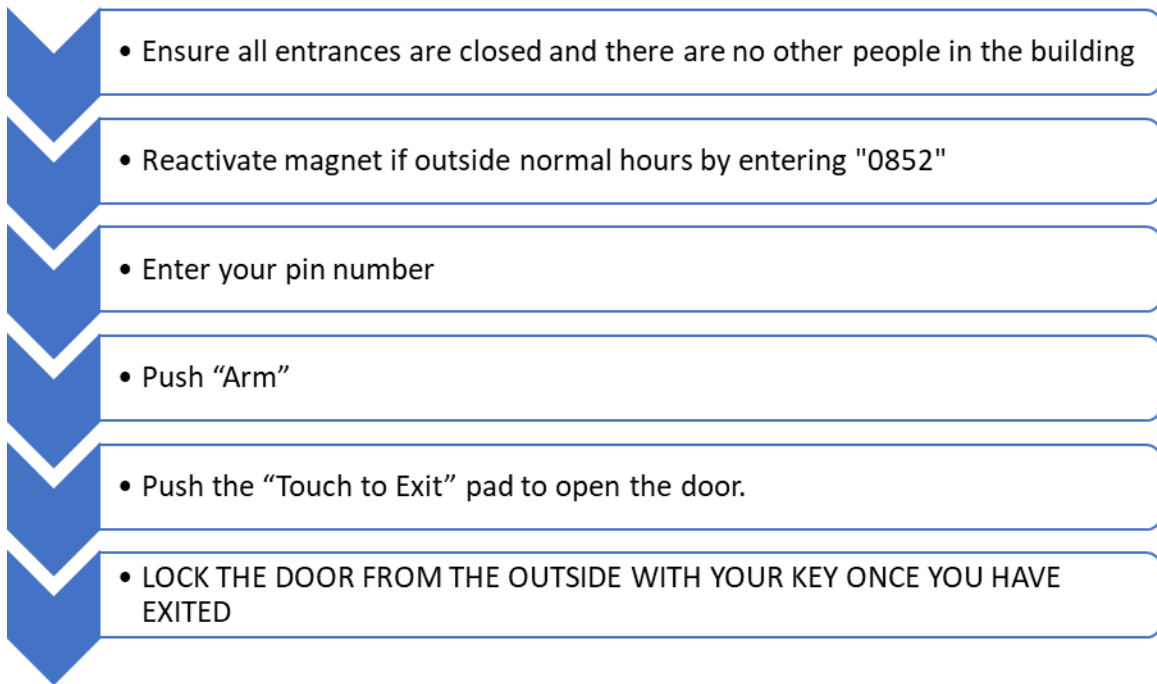 • Ensure all entrances are closed and there are no other people in the building
• Reactivate magnet if outside normal hours by entering "0852"
• Enter your pin number
• Push “Arm”
• Push the “Touch to Exit” pad to open the door.
• LOCK THE DOOR FROM THE OUTSIDE WITH YOUR KEY ONCE YOU HAVE
EXITED